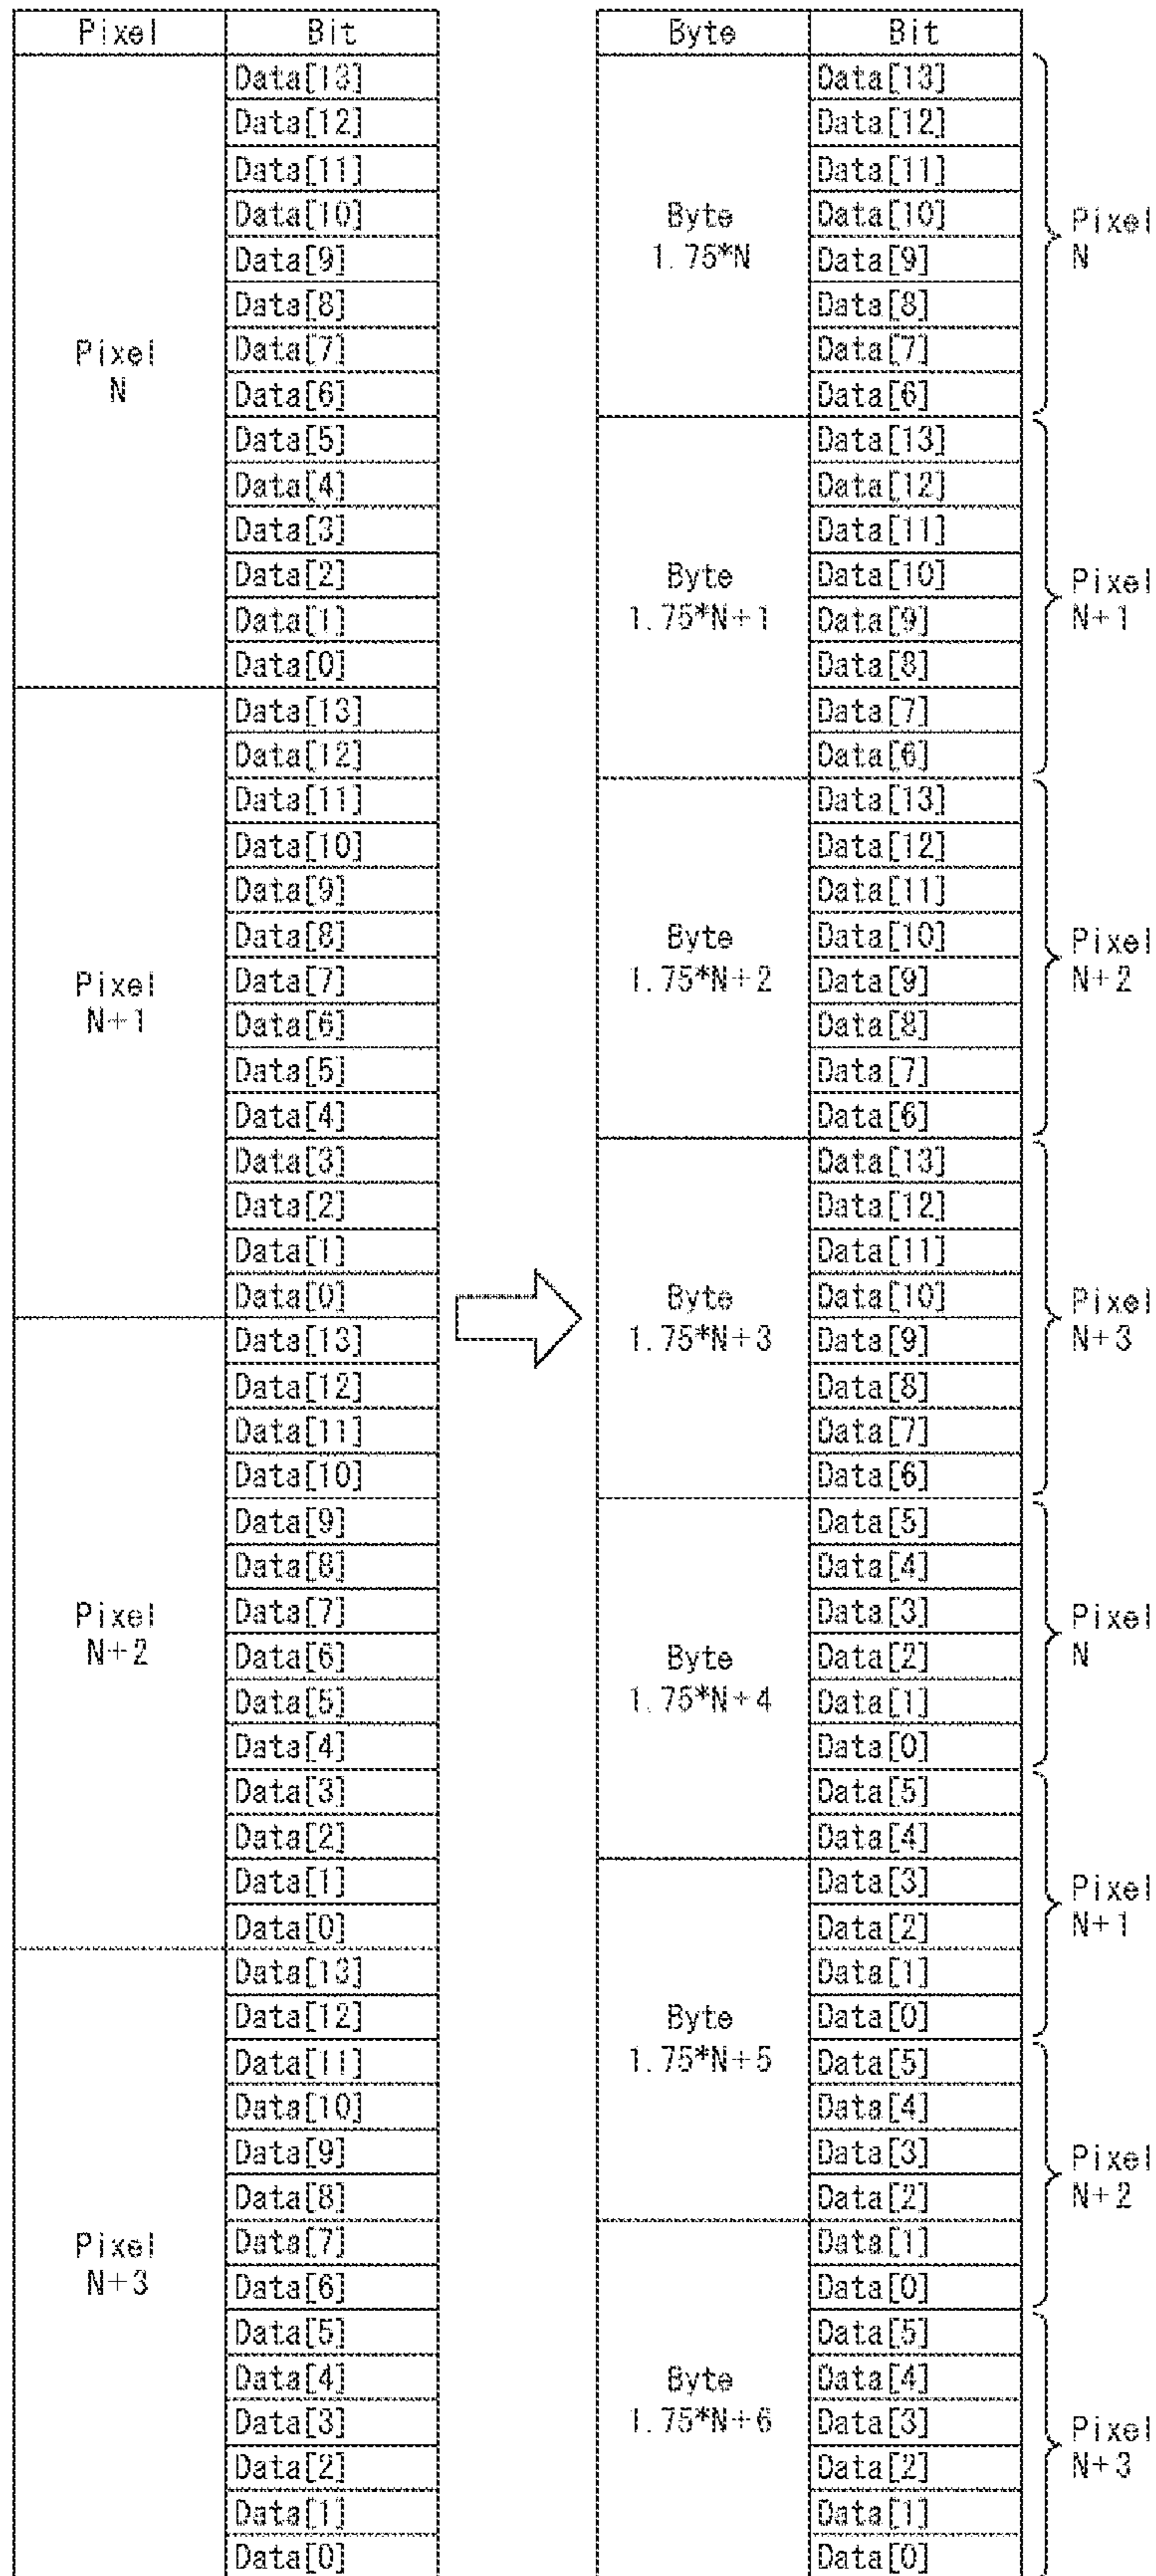 Pixel Bit
Data[13]
Data[12]
Data[11]
Data[10]
Data[9]
Data[8]
Pixel Data[7]
N Data[6]
Data[5]
Data[4]
Data[3]
Data[2]
Data[1]
Data[0]
Data[13]
Data[12]
Data[11]
Data[10]
Data[9]
Data[8]
Pixel Data[7]
N+1 Data[6]
Data[5]
Data[4]
Data[3]
Data[2]
Data[1]
Data[0]
Data[13]
Data[12]
Data[11]
Data[10]
Data[9]
Data[8]
Pixel Data[7]
N+2 Data[6]
Data[5]
Data[4]
Data[3]
Data[2]
Data[1]
Data[0]
Data[13]
Data[12]
Data[11]
Data[10]
Data[9]
Data[8]
Pixel Data[7]
N+3 Data[6]
Data[5]
Data[4]
Data[3]
Data[2]
Data[1]
Data[0]
Byte Bit
Data[13]
Data[12]
Data[11]
Byte Data[10] Pixel
1.75*N Data[9] N
Data[8]
Data[7]
Data[6]
Data[13]
Data[12]
Data[11]
Byte Data[10] Pixel
1.75*N+1 Data[9] N+1
Data[8]
Data[7]
Data[6]
Data[13]
Data[12]
Data[11]
Byte Data[10] Pixel
1.75*N+2 Data[9] N+2
Data[8]
Data[7]
Data[6]
Data[13]
Data[12]
Data[11]
Byte Data[10] Pixel
1.75*N+3 Data[9] N+3
Data[8]
Data[7]
Data[6]
Data[5]
Data[4]
Data[3] Pixel
Byte Data[2] N
1.75*N+4 Data[1]
Data[0]
Data[5]
Data[4]
Data[3] Pixel
Data[2] N+1
Data[1]
Byte Data[0]
1.75*N+5 Data[5]
Data[4]
Data[3] Pixel
Data[2] N+2
Data[1]
Data[0]
Data[5]
Byte Data[4]
1.75*N+6 Data[3] Pixel
Data[2] N+3
Data[1]
Data[0]